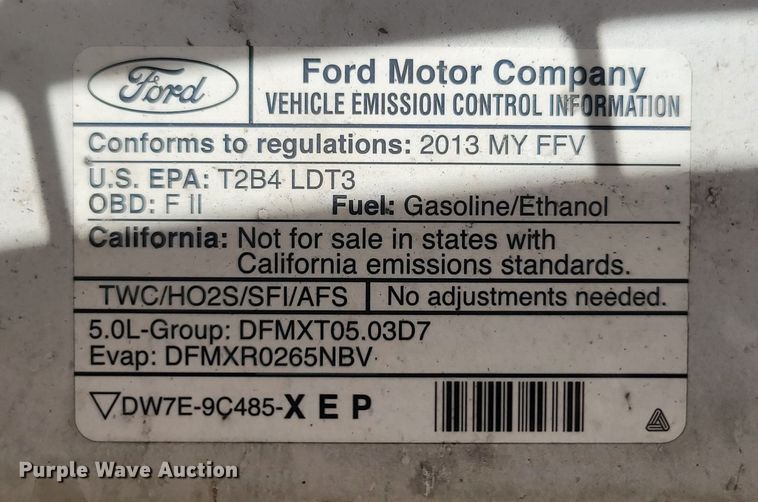 Ford
Ford Motor Company
VEHICLE EMISSION CONTROL INFORMATION
Conforms to regulations: 2013 MY FFV
U.S. EPA: T2B4 LDT3
OBD: F II Fuel: Gasoline/Ethanol
California: Not for sale in states with
California emissions standards.
TWC/HO2S/SFI/AFS No adjustments needed.
5.0L-Group: DFMXT05.03D7
Evap: DFMXR0265NBV
DW7E-9C485-XEP
Purple Wave Auction